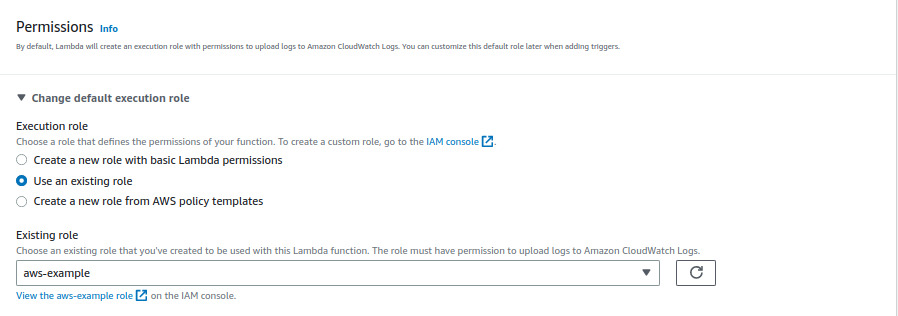 Permissions Info
By default, Lambda will create an execution role with permissions to upload logs to Amazon CloudWatch Logs. You can customize this default role later when adding triggers.
Change default execution role
Execution role
Choose a role that defines the permissions of your function. To create a custom role, go to the IAM console.
Create a new role with basic Lambda permissions
Use an existing role
Create a new role from AWS policy templates
Existing role
Choose an existing role that you've created to be used with this Lambda function. The role must have permission to upload logs to Amazon CloudWatch Logs.
aws-example
View the aws-example role on the IAM console.